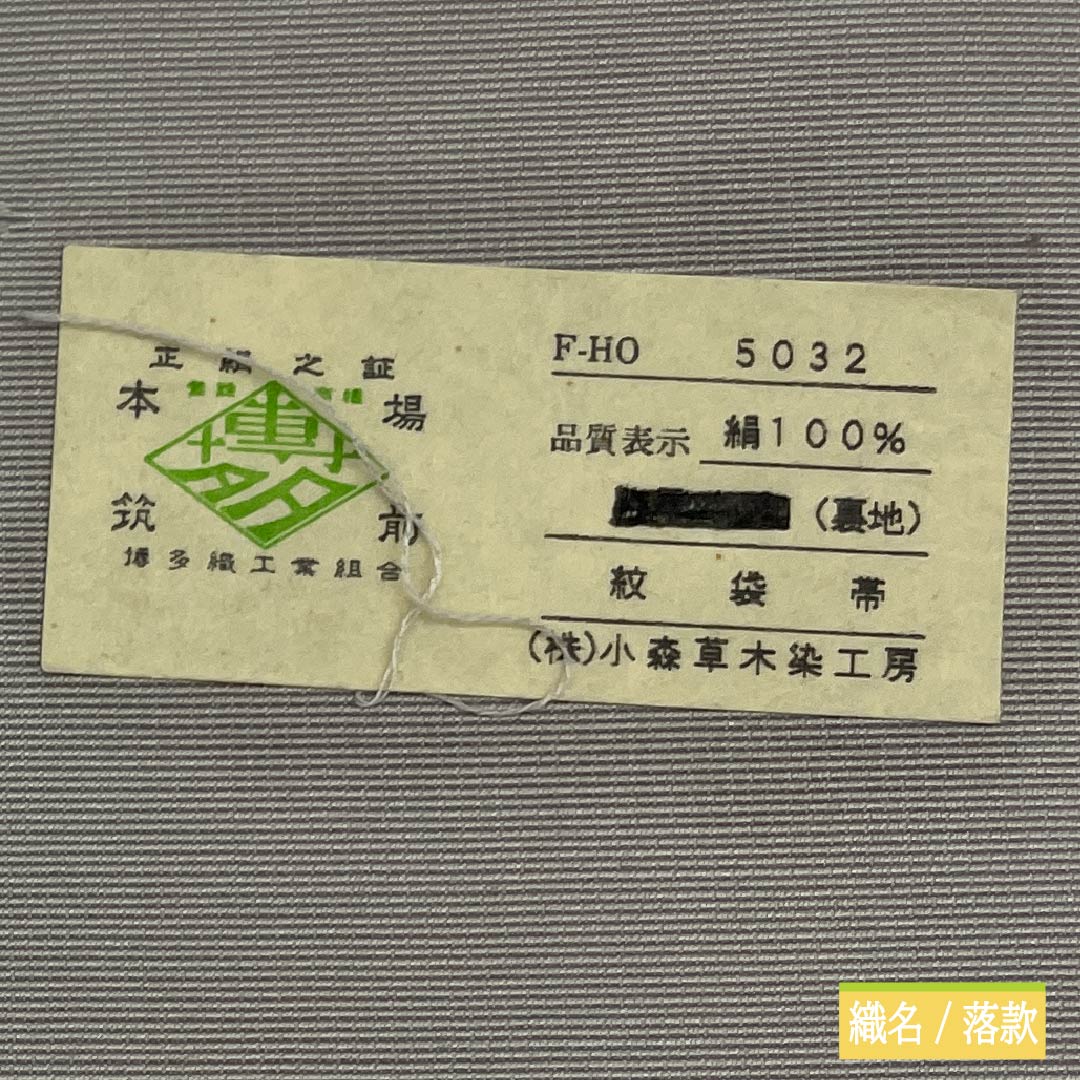 正絹之証
本 場
博多
筑 前
博多織工業組合
F-HO 5032
品質表示 絹100%
(裏地)
紋袋帯
(株)小森草木染工房
織名 / 落款